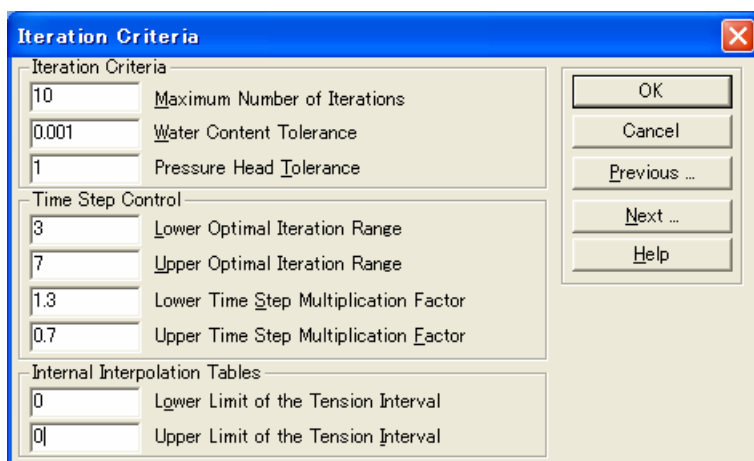 Iteration Criteria
Iteration Criteria
10 Maximum Number of Iterations
0.001 Water Content Tolerance
1 Pressure Head Tolerance
Time Step Control
3 Lower Optimal Iteration Range
7 Upper Optimal Iteration Range
1.3 Lower Time Step Multiplication Factor
0.7 Upper Time Step Multiplication Factor
Internal Interpolation Tables
0 Lower Limit of the Tension Interval
0 Upper Limit of the Tension Interval
OK
Cancel
Previous ...
Next ...
Help